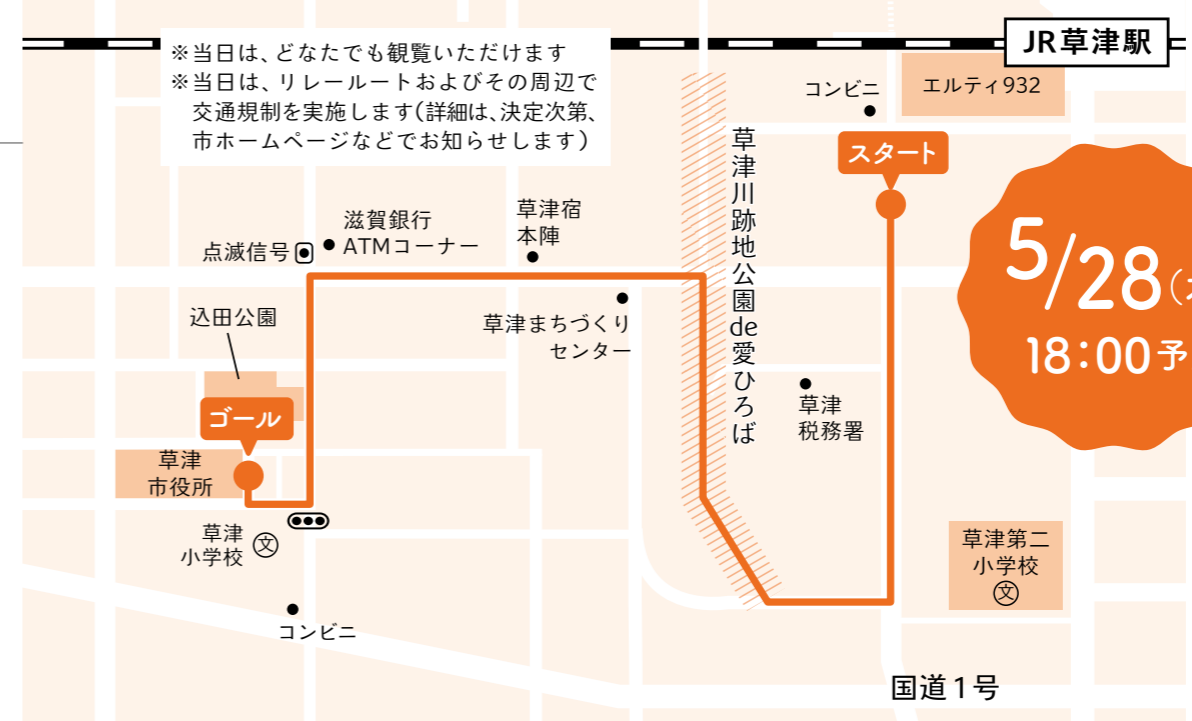 ※当日は、どなたでも観覧いただけます
※当日は、リレールートおよびその周辺で
交通規制を実施します(詳細は、決定次第、
市ホームページなどでお知らせします)
JR草津駅
エルティ932
コンビニ
スタート
草津川跡地公園de愛ひろば
5/28(
18:00予
滋賀銀行
ATMコーナー
点滅信号
草津宿
本陣
込田公園
草津まちづくり
センター
草津
税務署
ゴール
草津
市役所
草津
小学校
文
草津第二
小学校
文
コンビニ
国道1号